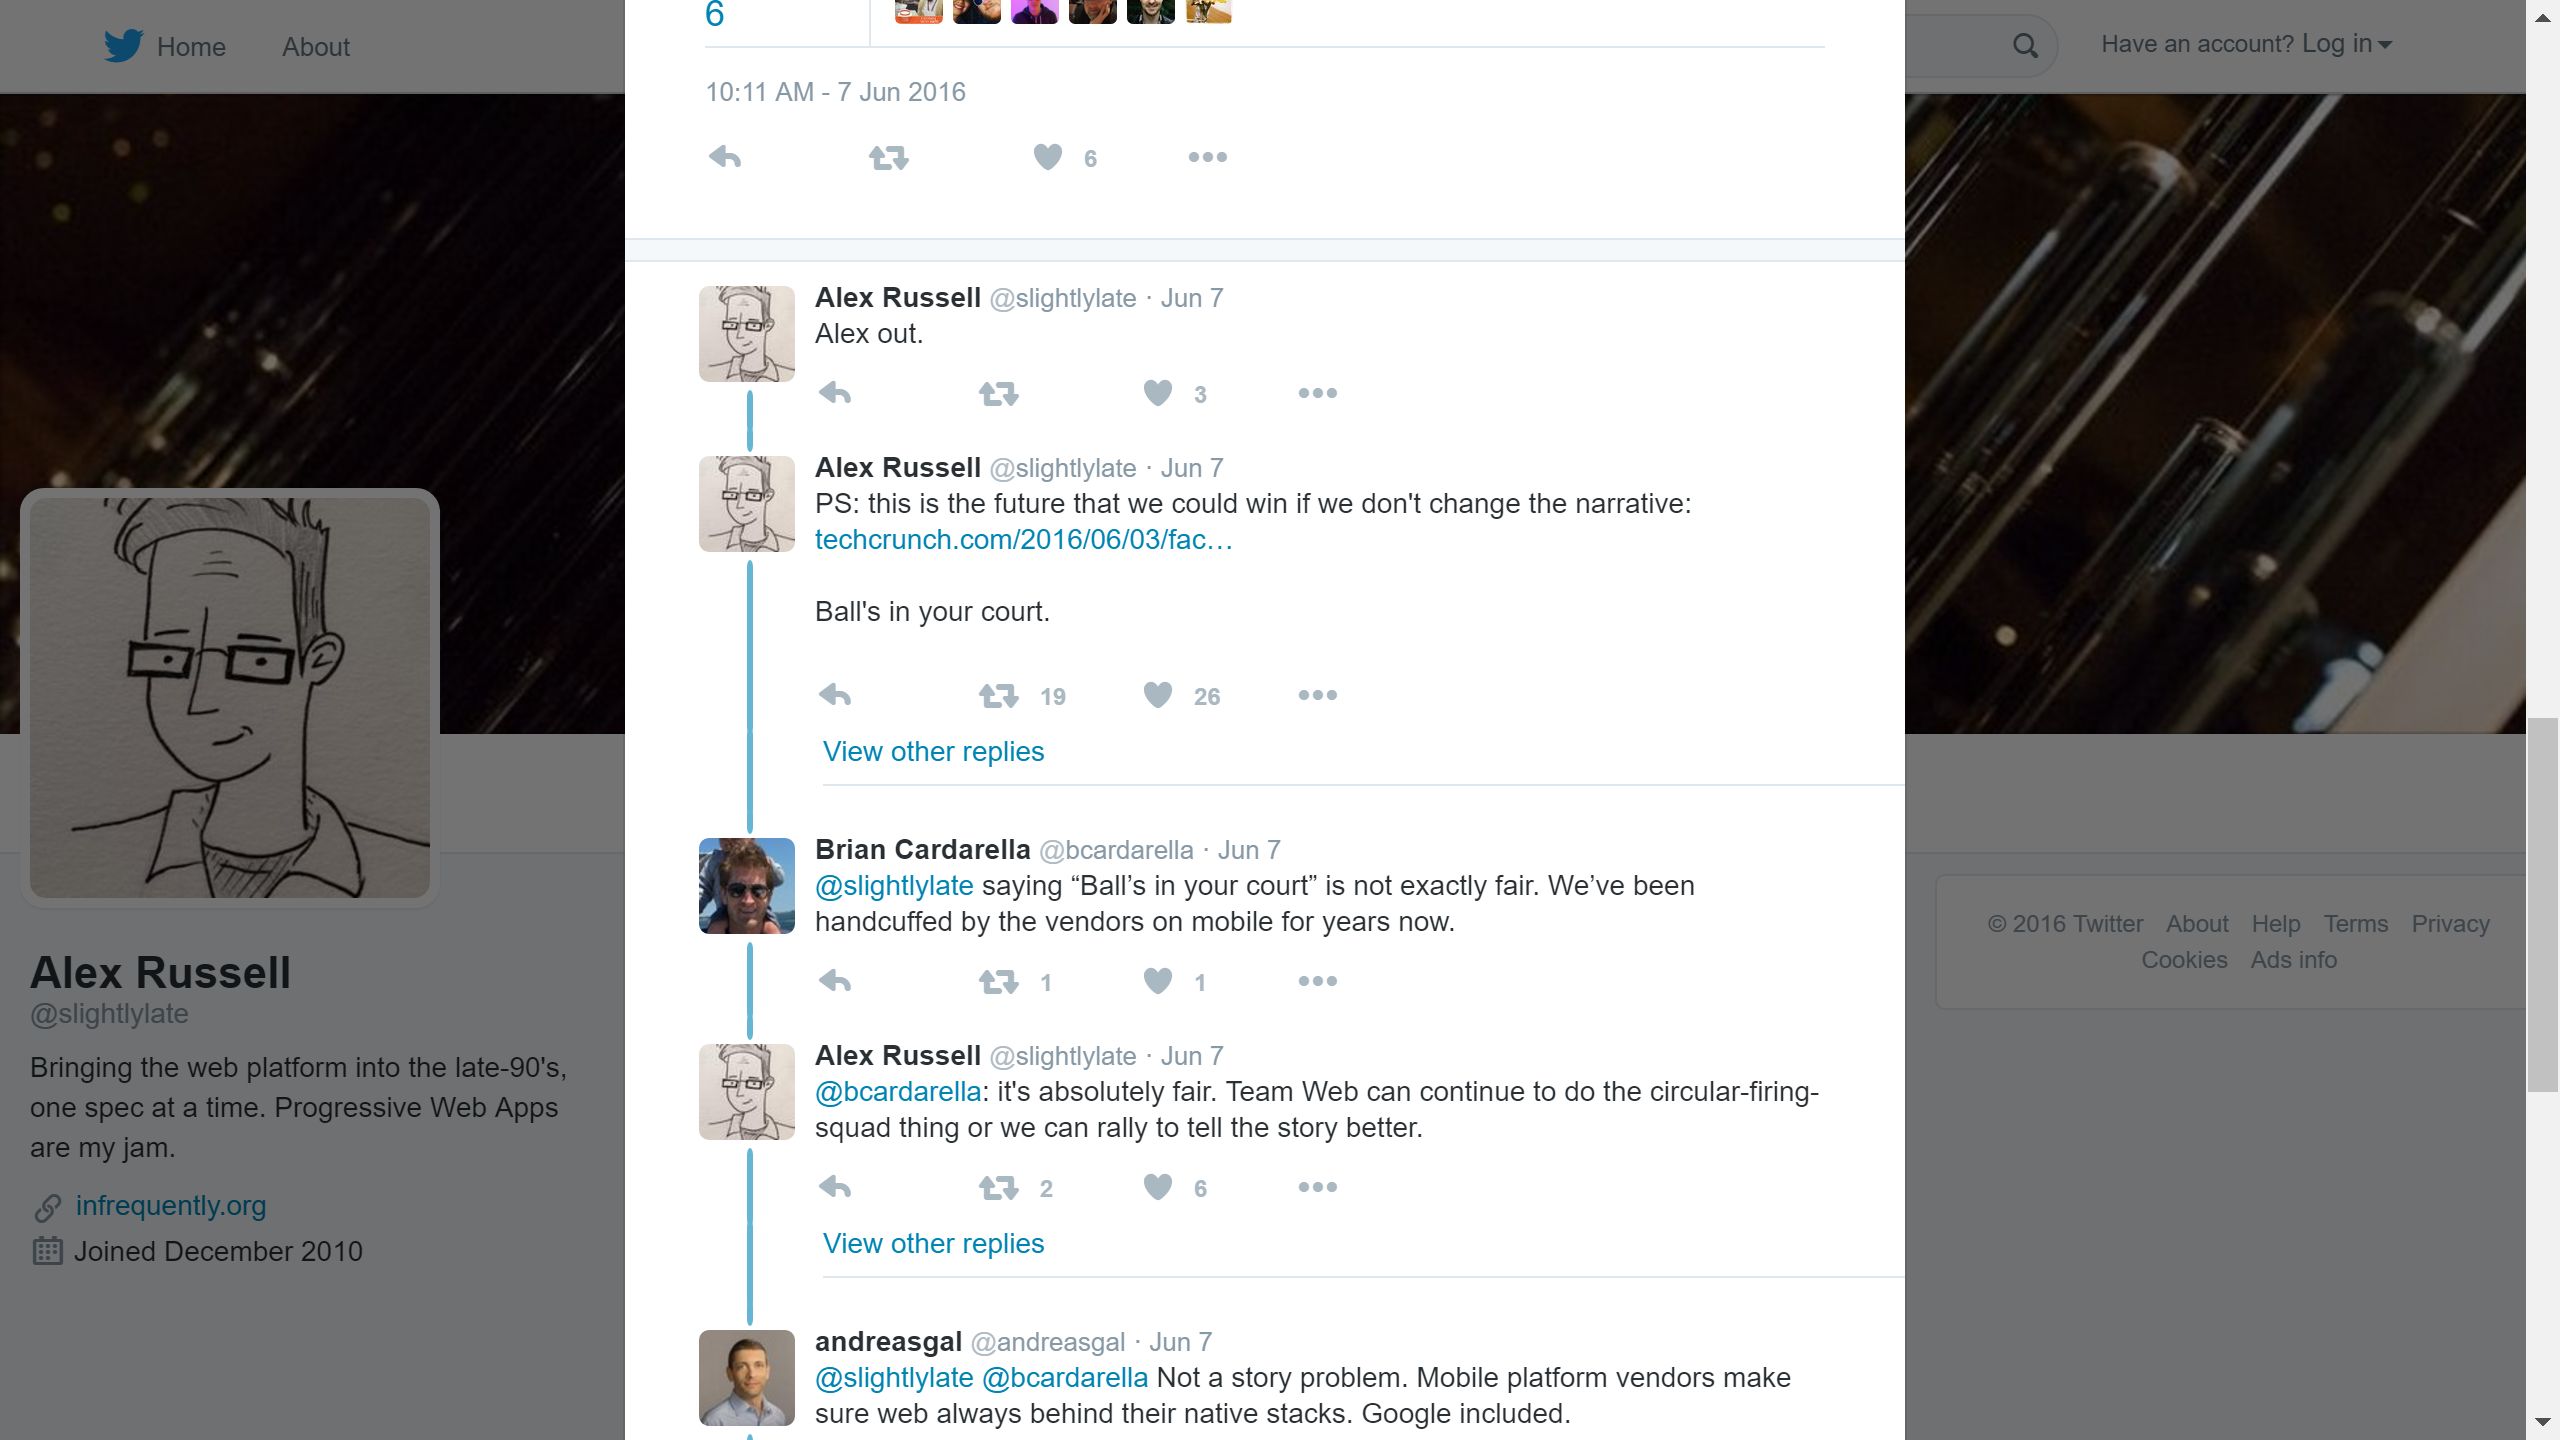 Home
About
Have an account? Log in
6
10:11 AM - 7 Jun 2016
6
Alex Russell @slightlylate · Jun 7
Alex out.
3
Alex Russell @slightlylate · Jun 7
PS: this is the future that we could win if we don't change the narrative:
techcrunch.com/2016/06/03/fac…
Ball's in your court.
19
26
View other replies
Brian Cardarella @bcardarella · Jun 7
@slightlylate saying “Ball’s in your court” is not exactly fair. We’ve been
handcuffed by the vendors on mobile for years now.
1
1
Alex Russell @slightlylate · Jun 7
@bcardarella: it's absolutely fair. Team Web can continue to do the circular-firing-
squad thing or we can rally to tell the story better.
2
6
View other replies
andreasgal @andreasgal · Jun 7
@slightlylate @bcardarella Not a story problem. Mobile platform vendors make
sure web always behind their native stacks. Google included.
Alex Russell
@slightlylate
Bringing the web platform into the late-90's,
one spec at a time. Progressive Web Apps
are my jam.
infrequently.org
Joined December 2010
© 2016 Twitter About Help Terms Privacy
Cookies Ads info